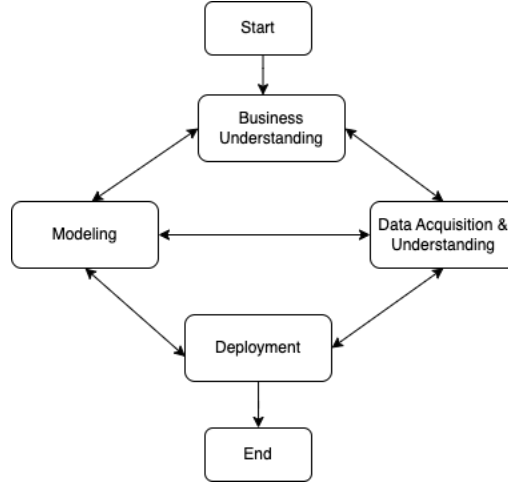 Start
Business
Understanding
Modeling
Data Acquisition &
Understanding
Deployment
End